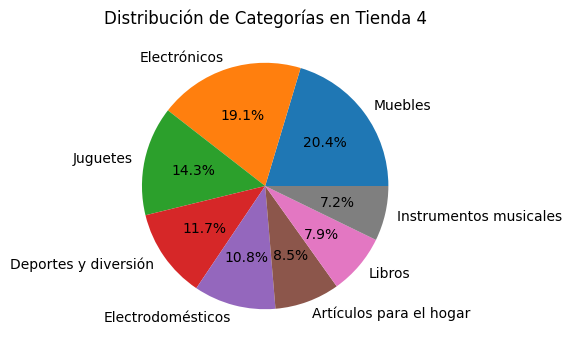 Distribución de Categorías en Tienda 4
Electrónicos
Muebles
19.1%
20.4%
Juguetes
14.3%
7.2%
Instrumentos musicales
11.7%
7.9%
Deportes y diversión
10.8%
8.5%
Libros
Electrodomésticos
Artículos para el hogar